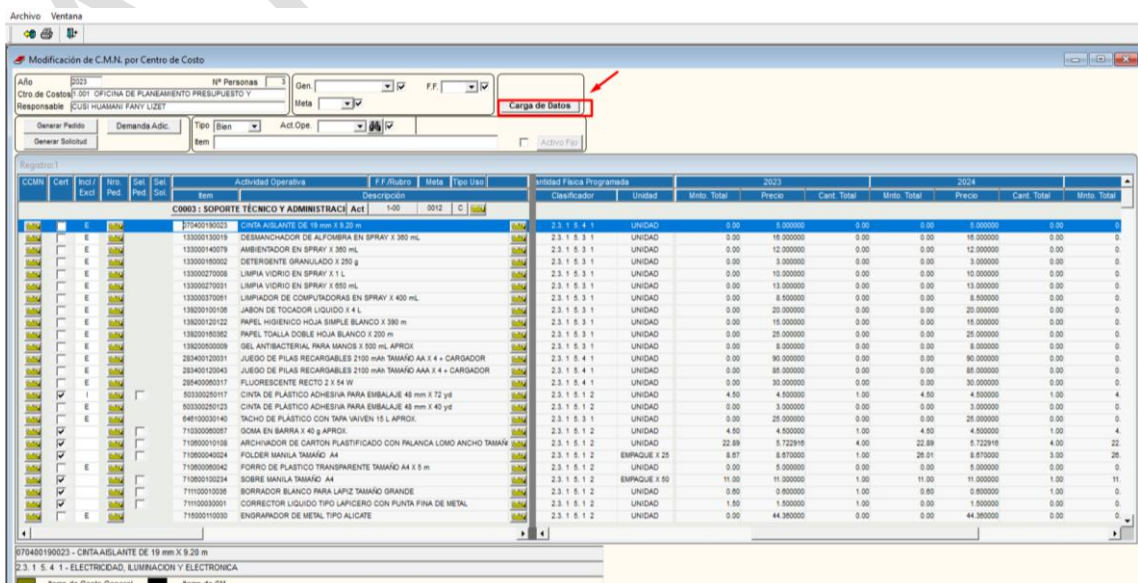 Archivo Ventana
Modificación de C.M.N. por Centro de Costo
Año 2023 Nº Personas 3
Ctro.de Costos 1.001 OFICINA DE PLANEAMIENTO PRESUPUESTO Y
Responsable CUSI HUAMANI FANY LIZET
Gen. F.F.
Meta
Carga de Datos
Generar Pedido Demanda Adic. Tipo Bien Act.Ope.
Generar Solicitud Item Activo Fijo
Registro:1
CCMN Cert Incl / Excl Nro. Ped. Sel. Ped. Sel. Sol. Actividad Operativa F.F./Rubro Meta Tipo Uso antidad Física Programada 2023 2024
Item Descripción Clasificador Unidad Mnto. Total Precio Cant. Total Mnto. Total Precio Cant. Total Mnto. Total
C0003 : SOPORTE TÉCNICO Y ADMINISTRACI Act 1-00 0012 C
E 070400190023 CINTA AISLANTE DE 19 mm X 9.20 m 2.3. 1 5. 4 1 UNIDAD 0.00 5.000000 0.00 0.00 5.000000 0.00 0.
E 133000130019 DESMANCHADOR DE ALFOMBRA EN SPRAY X 360 mL 2.3. 1 5. 3 1 UNIDAD 0.00 16.000000 0.00 0.00 16.000000 0.00 0.
E 133000140079 AMBIENTADOR EN SPRAY X 360 mL 2.3. 1 5. 3 1 UNIDAD 0.00 12.000000 0.00 0.00 12.000000 0.00 0.
E 133000160002 DETERGENTE GRANULADO X 250 g 2.3. 1 5. 3 1 UNIDAD 0.00 3.000000 0.00 0.00 3.000000 0.00 0.
E 133000270008 LIMPIA VIDRIO EN SPRAY X 1 L 2.3. 1 5. 3 1 UNIDAD 0.00 10.000000 0.00 0.00 10.000000 0.00 0.
E 133000270031 LIMPIA VIDRIO EN SPRAY X 650 mL 2.3. 1 5. 3 1 UNIDAD 0.00 13.000000 0.00 0.00 13.000000 0.00 0.
E 133000370051 LIMPIADOR DE COMPUTADORAS EN SPRAY X 400 mL 2.3. 1 5. 3 1 UNIDAD 0.00 8.500000 0.00 0.00 8.500000 0.00 0.
E 139200100106 JABON DE TOCADOR LIQUIDO X 4 L 2.3. 1 5. 3 1 UNIDAD 0.00 20.000000 0.00 0.00 20.000000 0.00 0.
E 139200120122 PAPEL HIGIENICO HOJA SIMPLE BLANCO X 390 m 2.3. 1 5. 3 1 UNIDAD 0.00 15.000000 0.00 0.00 15.000000 0.00 0.
E 139200160362 PAPEL TOALLA DOBLE HOJA BLANCO X 200 m 2.3. 1 5. 3 1 UNIDAD 0.00 25.000000 0.00 0.00 25.000000 0.00 0.
E 139200500009 GEL ANTIBACTERIAL PARA MANOS X 500 mL APROX. 2.3. 1 5. 3 1 UNIDAD 0.00 8.000000 0.00 0.00 8.000000 0.00 0.
E 283400120031 JUEGO DE PILAS RECARGABLES 2100 mAh TAMAÑO AA X 4 + CARGADOR 2.3. 1 5. 4 1 UNIDAD 0.00 90.000000 0.00 0.00 90.000000 0.00 0.
E 283400120043 JUEGO DE PILAS RECARGABLES 2100 mAh TAMAÑO AAA X 4 + CARGADOR 2.3. 1 5. 4 1 UNIDAD 0.00 85.000000 0.00 0.00 85.000000 0.00 0.
E 285400060317 FLUORESCENTE RECTO 2 X 54 W 2.3. 1 5. 4 1 UNIDAD 0.00 30.000000 0.00 0.00 30.000000 0.00 0.
I 503300250117 CINTA DE PLÁSTICO ADHESIVA PARA EMBALAJE 48 mm X 72 yd 2.3. 1 5. 1 2 UNIDAD 4.50 4.500000 1.00 4.50 4.500000 1.00 4.
E 503300250123 CINTA DE PLÁSTICO ADHESIVA PARA EMBALAJE 48 mm X 40 yd 2.3. 1 5. 1 2 UNIDAD 0.00 3.000000 0.00 0.00 3.000000 0.00 0.
E 646100030140 TACHO DE PLÁSTICO CON TAPA VAIVÉN 15 L APROX. 2.3. 1 5. 3 1 UNIDAD 0.00 25.000000 0.00 0.00 25.000000 0.00 0.
710300060057 GOMA EN BARRA X 40 g APROX. 2.3. 1 5. 1 2 UNIDAD 4.50 4.500000 1.00 4.50 4.500000 1.00 4.
710600010108 ARCHIVADOR DE CARTON PLASTIFICADO CON PALANCA LOMO ANCHO TAMAÑ 2.3. 1 5. 1 2 UNIDAD 22.89 5.722916 4.00 22.89 5.722916 4.00 22.
710600040024 FOLDER MANILA TAMAÑO A4 2.3. 1 5. 1 2 EMPAQUE X 25 8.67 8.670000 1.00 26.01 8.670000 3.00 26.
E 710600060042 FORRO DE PLASTICO TRANSPARENTE TAMAÑO A4 X 5 m 2.3. 1 5. 1 2 UNIDAD 0.00 5.000000 0.00 0.00 5.000000 0.00 0.
710600100234 SOBRE MANILA TAMAÑO A4 2.3. 1 5. 1 2 EMPAQUE X 50 11.00 11.000000 1.00 11.00 11.000000 1.00 11.
711100010036 BORRADOR BLANCO PARA LAPIZ TAMAÑO GRANDE 2.3. 1 5. 1 2 UNIDAD 0.60 0.600000 1.00 0.60 0.600000 1.00 0.
711100030001 CORRECTOR LIQUIDO TIPO LAPICERO CON PUNTA FINA DE METAL 2.3. 1 5. 1 2 UNIDAD 1.50 1.500000 1.00 1.50 1.500000 1.00 0.
E 715000110030 ENGRAPADOR DE METAL TIPO ALICATE 2.3. 1 5. 1 2 UNIDAD 0.00 44.380000 0.00 0.00 44.380000 0.00 0.
070400190023 - CINTA AISLANTE DE 19 mm X 9.20 m
2.3. 1 5. 4 1 - ELECTRICIDAD, ILUMINACION Y ELECTRONICA